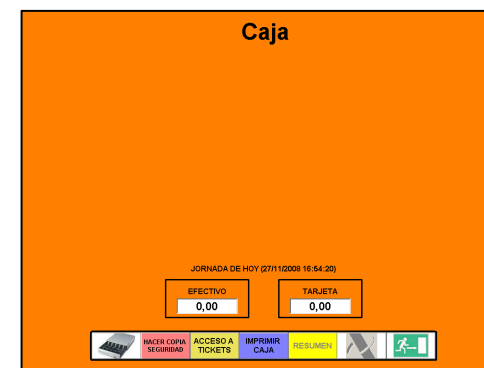 Caja
JORNADA DE HOY (27/11/2008 16:54:20)
EFECTIVO
0,00
TARJETA
0,00
HACER COPIA
SEGURIDAD
ACCESO A
TICKETS
IMPRIMIR
CAJA
RESUMEN